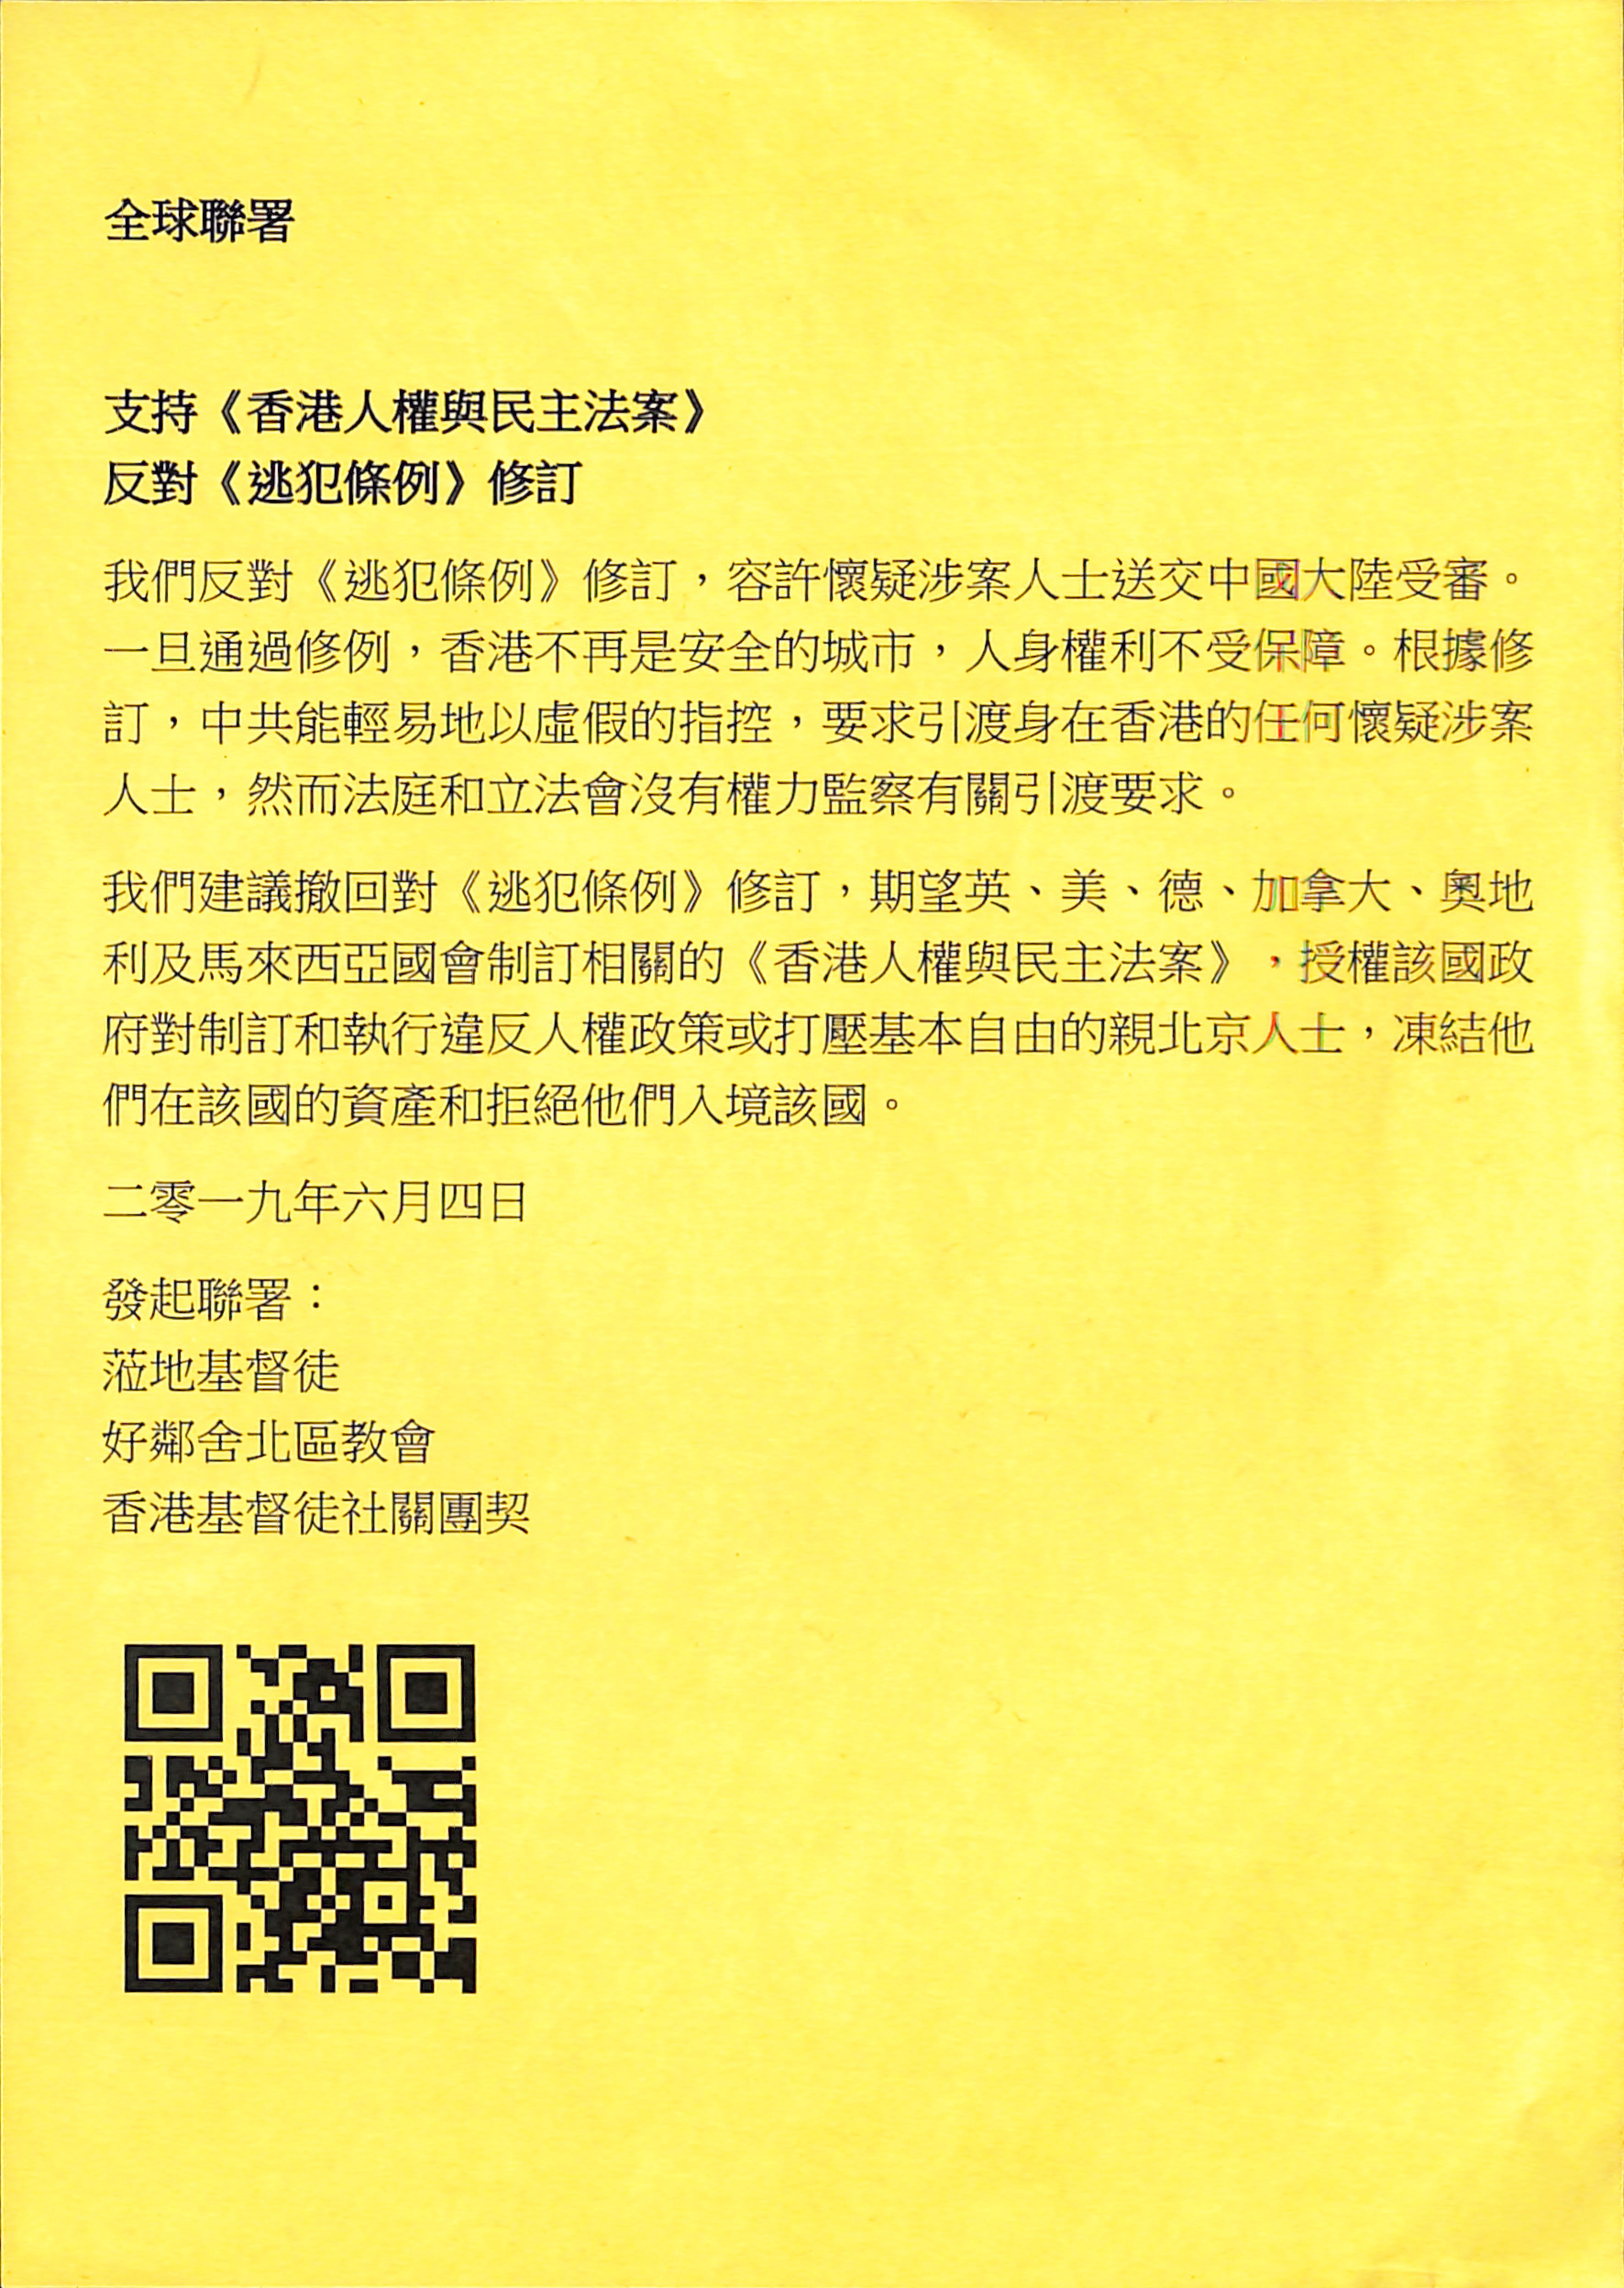 全球聯署
支持《香港人權與民主法案》
反對《逃犯條例》修訂
我們反對《逃犯條例》修訂，容許懷疑涉案人士送交中國大陸受審。
一旦通過修例，香港不再是安全的城市，人身權利不受保障。根據修
訂，中共能輕易地以虛假的指控，要求引渡身在香港的任何懷疑涉案
人士，然而法庭和立法會沒有權力監察有關引渡要求。
我們建議撤回對《逃犯條例》修訂，期望英、美、德、加拿大、奧地
利及馬來西亞國會制訂相關的《香港人權與民主法案》，授權該國政
府對制訂和執行違反人權政策或打壓基本自由的親北京人士，凍結他
們在該國的資產和拒絕他們入境該國。
二零一九年六月四日
發起聯署：
蒞地基督徒
好鄰舍北區教會
香港基督徒社關團契